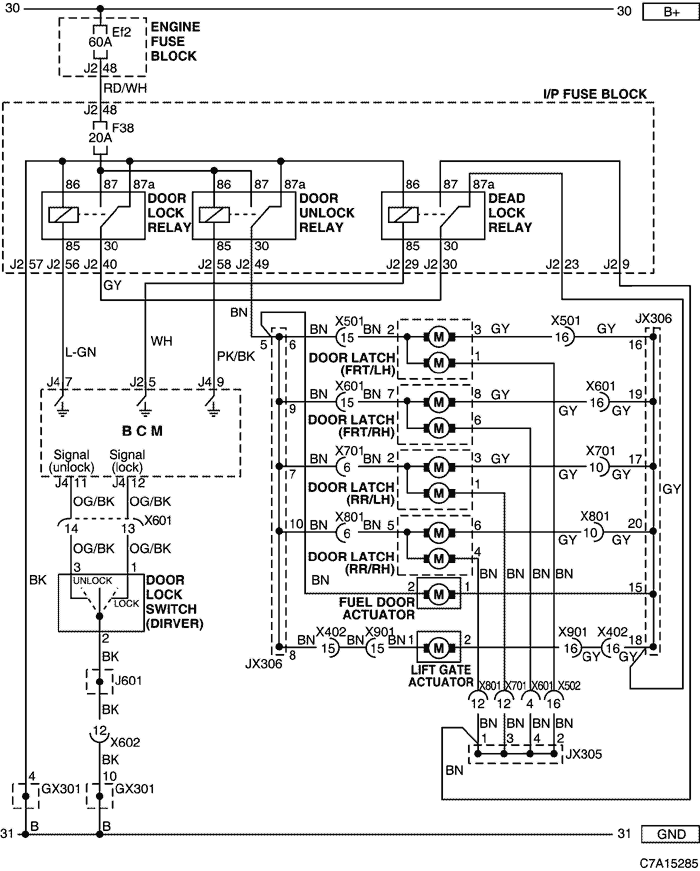 30 30 B+
Ef2 ENGINE
60A FUSE
BLOCK
J2 48
RD/WH
I/P FUSE BLOCK
J2 48
F38
20A
86 87 87a 86 87 87a 86 87 87a
DOOR DOOR DEAD
LOCK UNLOCK LOCK
RELAY RELAY RELAY
85 30 85 30 85 30
J2 57 J2 56 J2 40 J2 58 J2 49 J2 29 J2 30 J2 23 J2 9
GY
BN
L-GN WH PK/BK
J4 7 J2 5 J4 9
BCM
Signal Signal
(unlock) (lock)
J4 11 J4 12
OG/BK OG/BK
X601
14 13
OG/BK OG/BK
BK
3 1
UNLOCK
LOCK
DOOR
LOCK
SWITCH
(DIRVER)
2
BK
J601
BK
12
X602
BK
4 10
GX301 GX301
B B
31 31 GND
JX306
5 6 BN X501 BN 2 M 3 GY X501 GY 16
15 16
DOOR LATCH M 1
(FRT/LH)
9 BN X601 BN 7 M 8 GY X601 19
15 16
GY GY
DOOR LATCH M 6
(FRT/RH)
7 BN X701 BN 2 M 3 GY X701 17
6 10
GY GY
DOOR LATCH M 1
(RR/LH)
GY
10 BN X801 BN 5 M 6 X801 20
6 10
GY GY
DOOR LATCH M 4
(RR/RH)
BN BN BN BN BN
2 M 1 15
FUEL DOOR
ACTUATOR
8 BN X402 BN X901 BN 1 M 2 X901 X402 18
15 15 16 16
GY GY
JX306
LIFT GATE
ACTUATOR
X801 X701 X601 X502
12 12 4 16
BN BN BN BN
1 3 4 2
JX305
BN
C7A15285